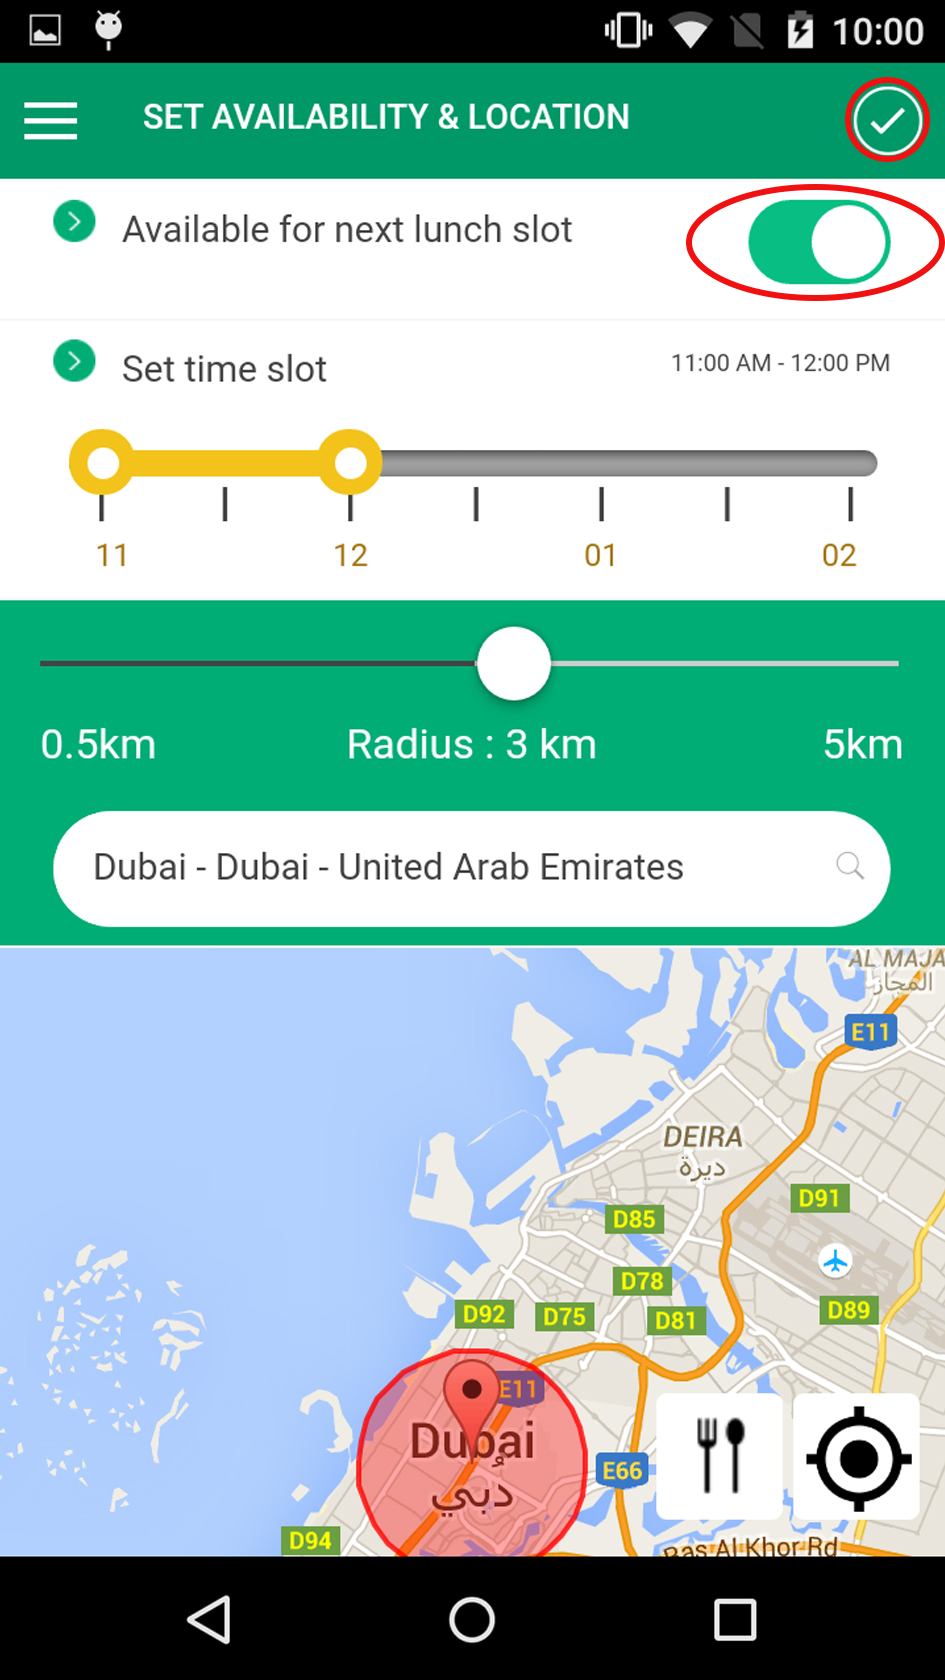 10:00
SET AVAILABILITY & LOCATION
Available for next lunch slot
Set time slot
11:00 AM - 12:00 PM
11 12 01 02
0.5km Radius : 3 km 5km
Dubai - Dubai - United Arab Emirates
AL MAJA
المجاز
E11
DEIRA
ديرة
D91
D85
D78
D92 D75 D81 D89
E11
Dubai
دُبي
E66
D94
Ras Al Khor Rd